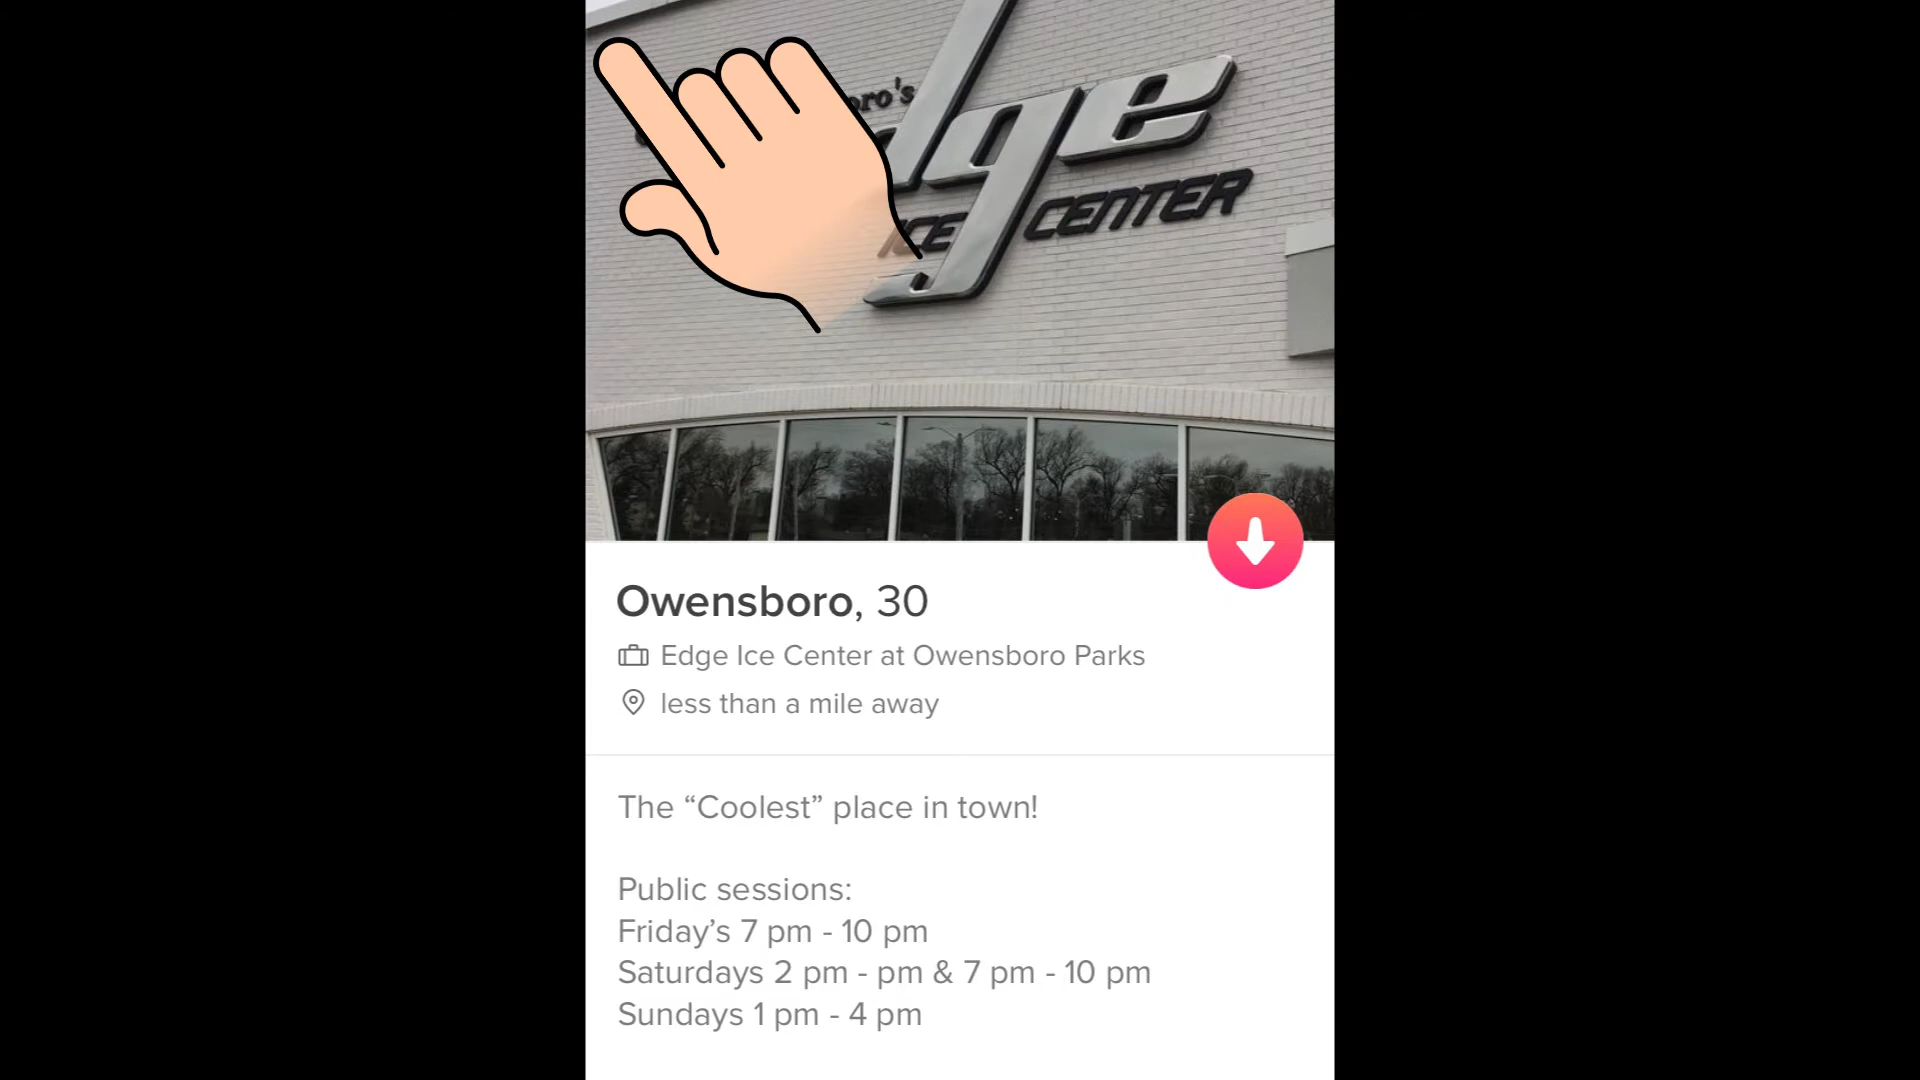 oro's
dge
ICE CENTER
Owensboro, 30
Edge Ice Center at Owensboro Parks
less than a mile away
The “Coolest” place in town!
Public sessions:
Friday’s 7 pm - 10 pm
Saturdays 2 pm - pm & 7 pm - 10 pm
Sundays 1 pm - 4 pm